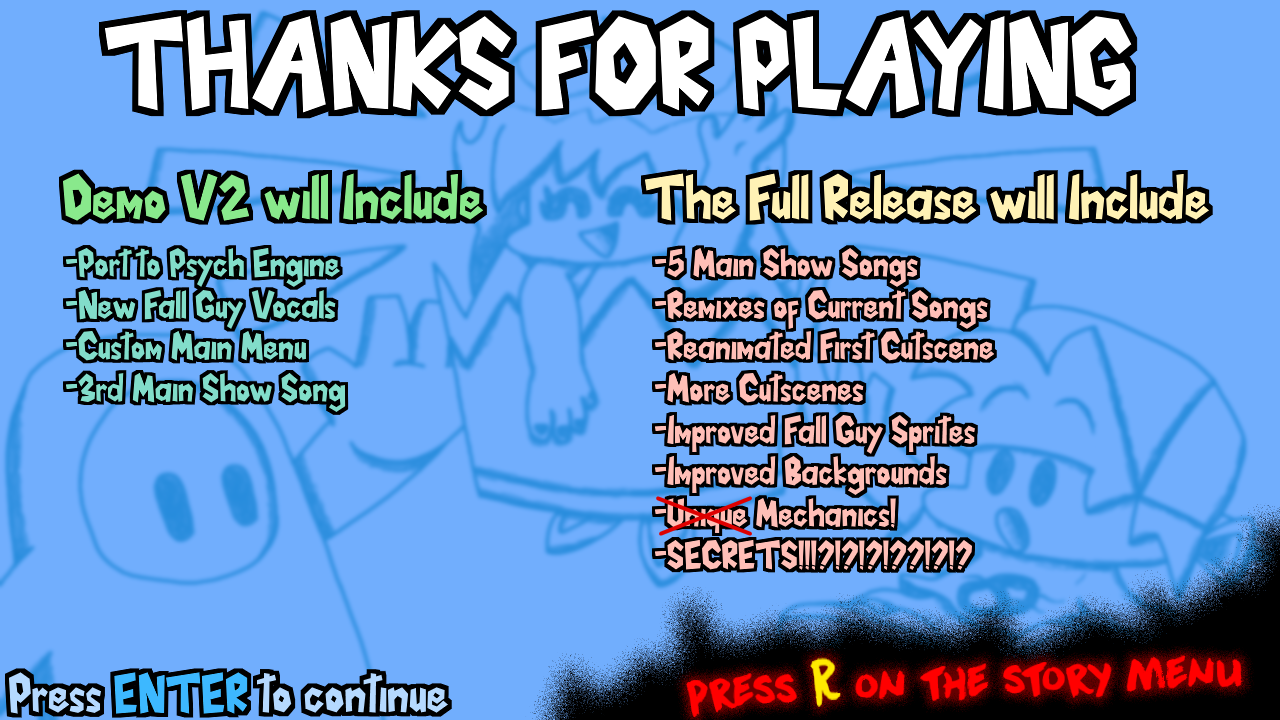 THANKS FOR PLAYING
Demo V2 will Include
-Port to Psych Engine
-New Fall Guy Vocals
-Custom Main Menu
-3rd Main Show Song
The Full Release will Include
-5 Main Show Songs
-Remixes of Current Songs
-Reanimated First Cutscene
-More Cutscenes
-Improved Fall Guy Sprites
-Improved Backgrounds
-Unique Mechanics!
-SECRETS!!!?!?!?!??!?!?
Press ENTER to continue
PRESS R ON THE STORY MENU